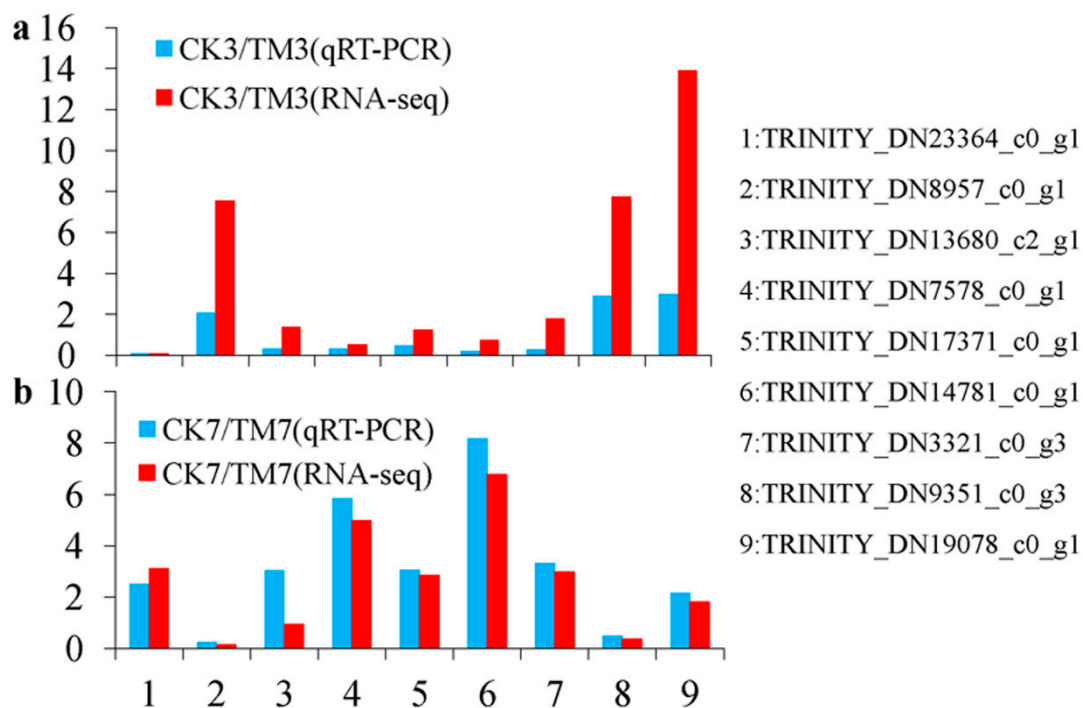 a
16
14
12
10
8
6
4
2
0
CK3/TM3(qRT-PCR)
CK3/TM3(RNA-seq)
b
10
8
6
4
2
0
CK7/TM7(qRT-PCR)
CK7/TM7(RNA-seq)
1 2 3 4 5 6 7 8 9
1:TRINITY_DN23364_c0_g1
2:TRINITY_DN8957_c0_g1
3:TRINITY_DN13680_c2_g1
4:TRINITY_DN7578_c0_g1
5:TRINITY_DN17371_c0_g1
6:TRINITY_DN14781_c0_g1
7:TRINITY_DN3321_c0_g3
8:TRINITY_DN9351_c0_g3
9:TRINITY_DN19078_c0_g1